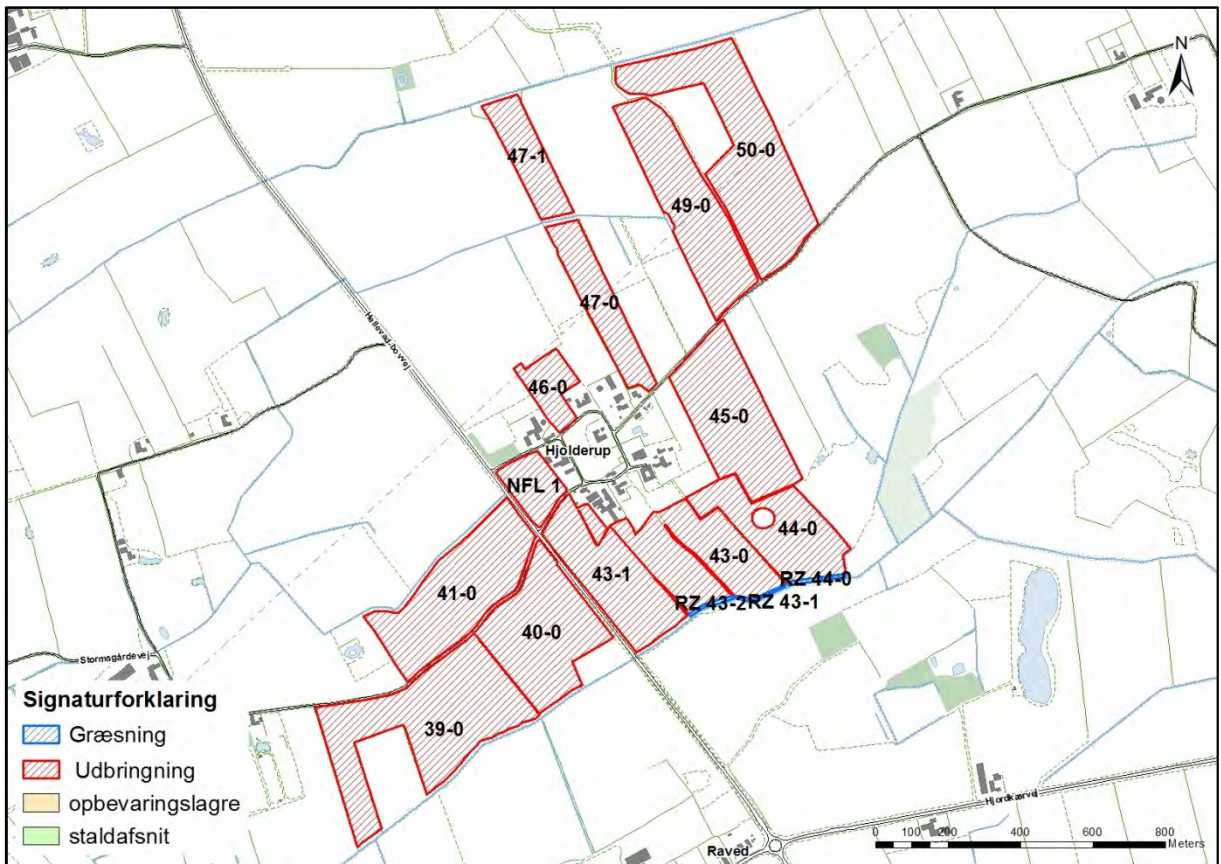 N
50-0
47-1
49-0
47-0
46-0
45-0
Hjolderup
NFL 1
44-0
43-0
43-1
RZ 44-0
RZ 43-2
RZ 43-1
41-0
40-0
39-0
Stormsgårdevej
Signaturforklaring
Græsning
Udbringning
opbevaringslagre
staldafsnit
Hjordkærvej
Raved
0 100 200 400 600 800
Meters